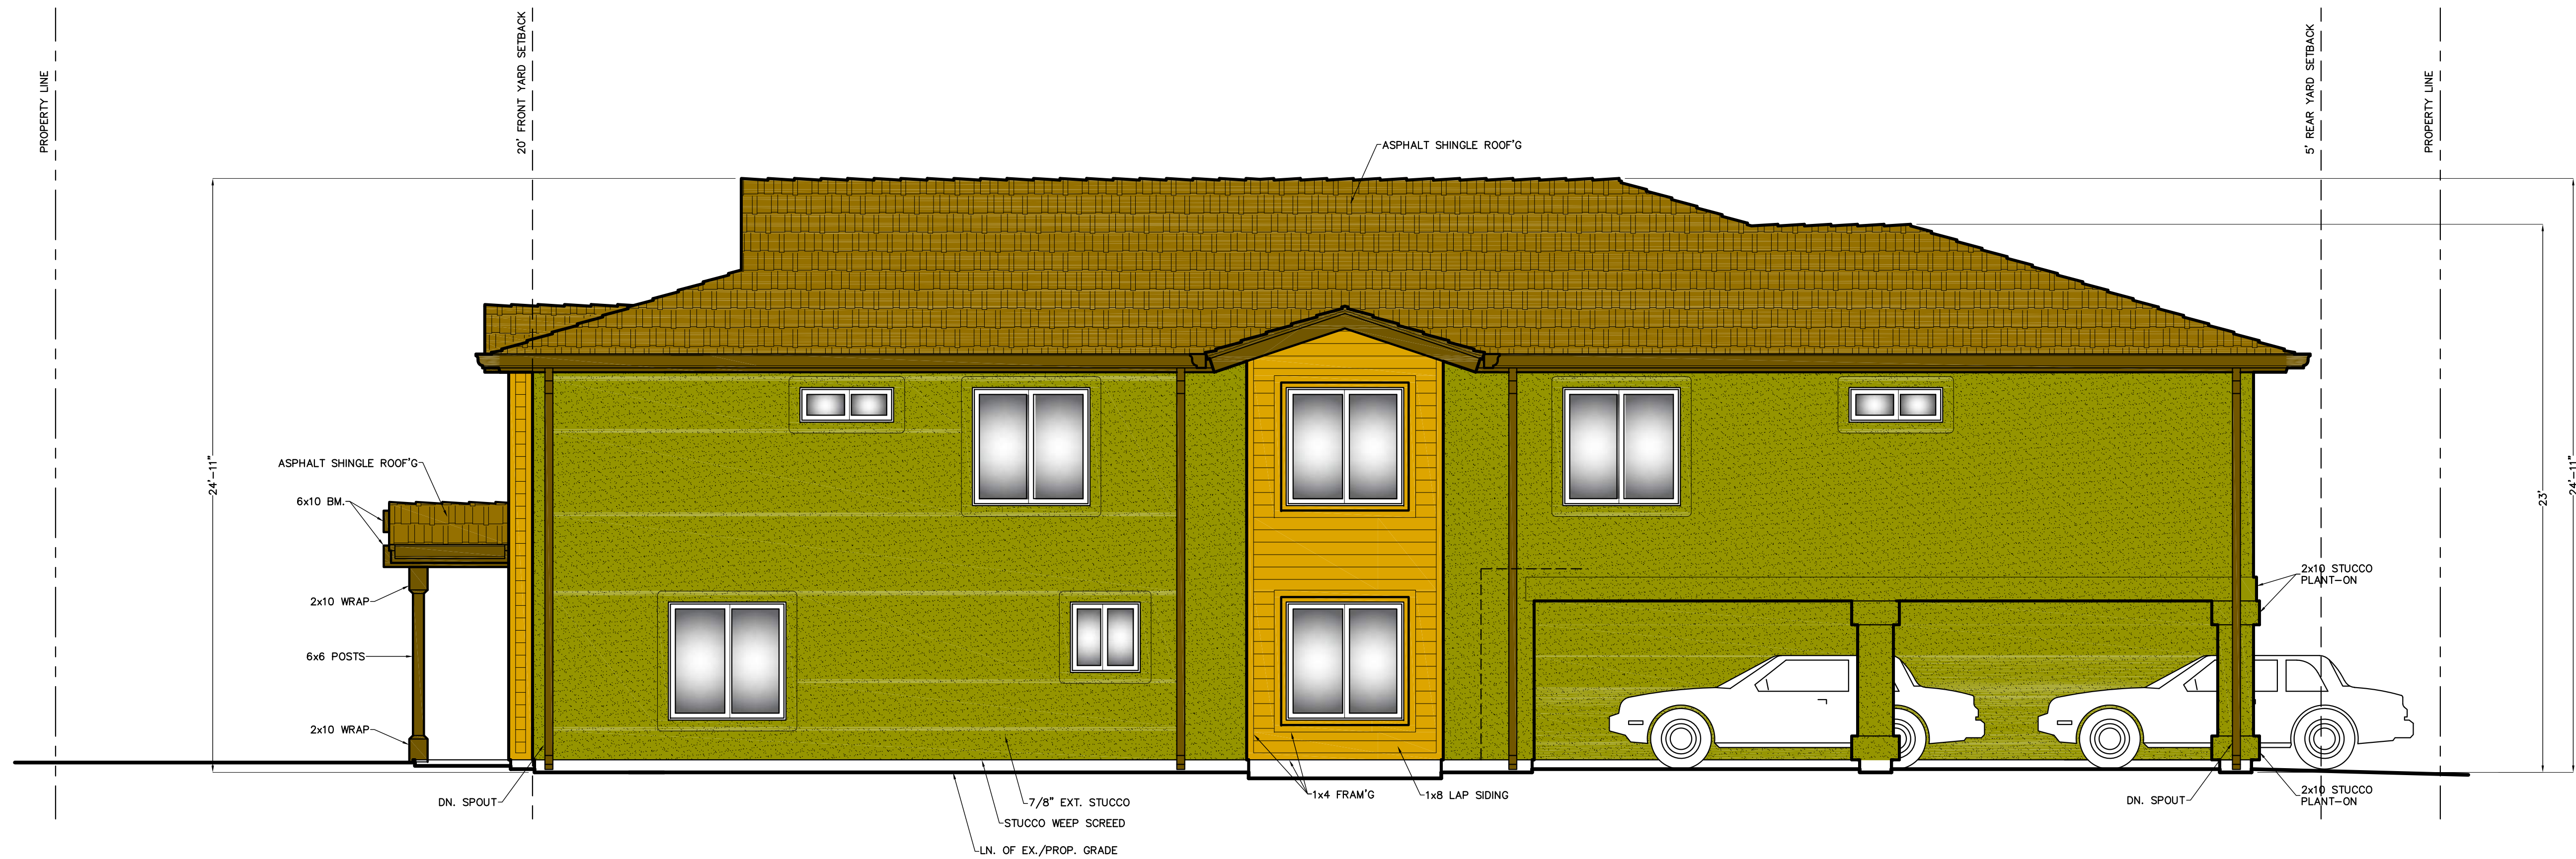 PROPERTY LINE
20' FRONT YARD SETBACK
5' REAR YARD SETBACK
PROPERTY LINE
ASPHALT SHINGLE ROOF'G
24'-11"
ASPHALT SHINGLE ROOF'G
6x10 BM.
2x10 WRAP
6x6 POSTS
2x10 WRAP
DN. SPOUT
7/8" EXT. STUCCO
STUCCO WEEP SCREED
LN. OF EX./PROP. GRADE
1x4 FRAM'G
1x8 LAP SIDING
2x10 STUCCO
PLANT-ON
23'
24'-11"
DN. SPOUT
2x10 STUCCO
PLANT-ON